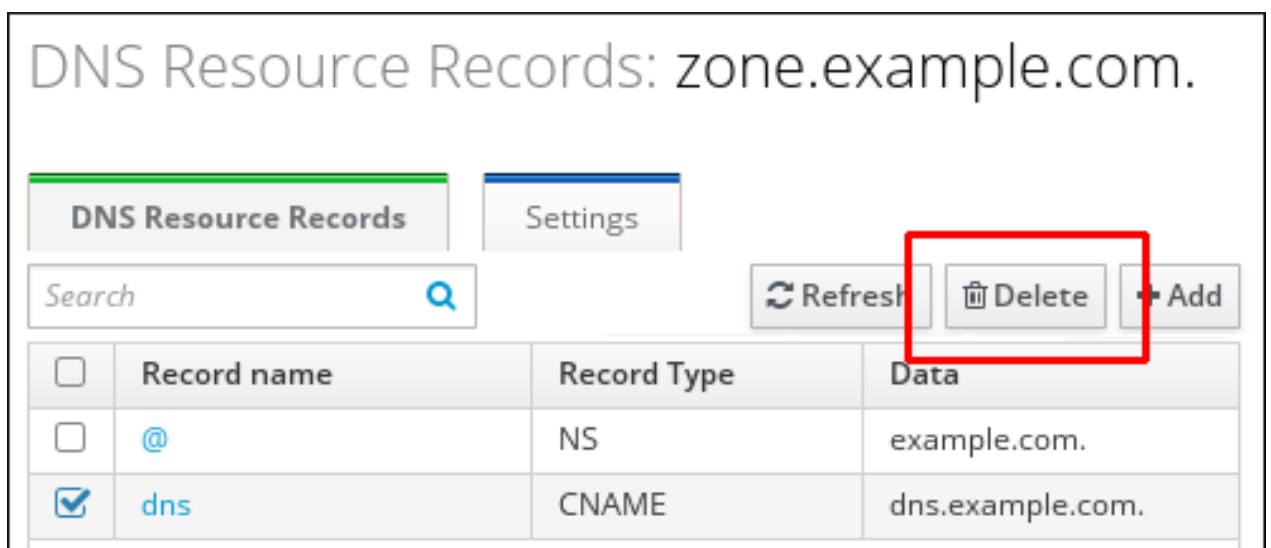 DNS Resource Records: zone.example.com.
DNS Resource Records Settings
Search Refresh Delete + Add
Record name Record Type Data
@ NS example.com.
dns CNAME dns.example.com.